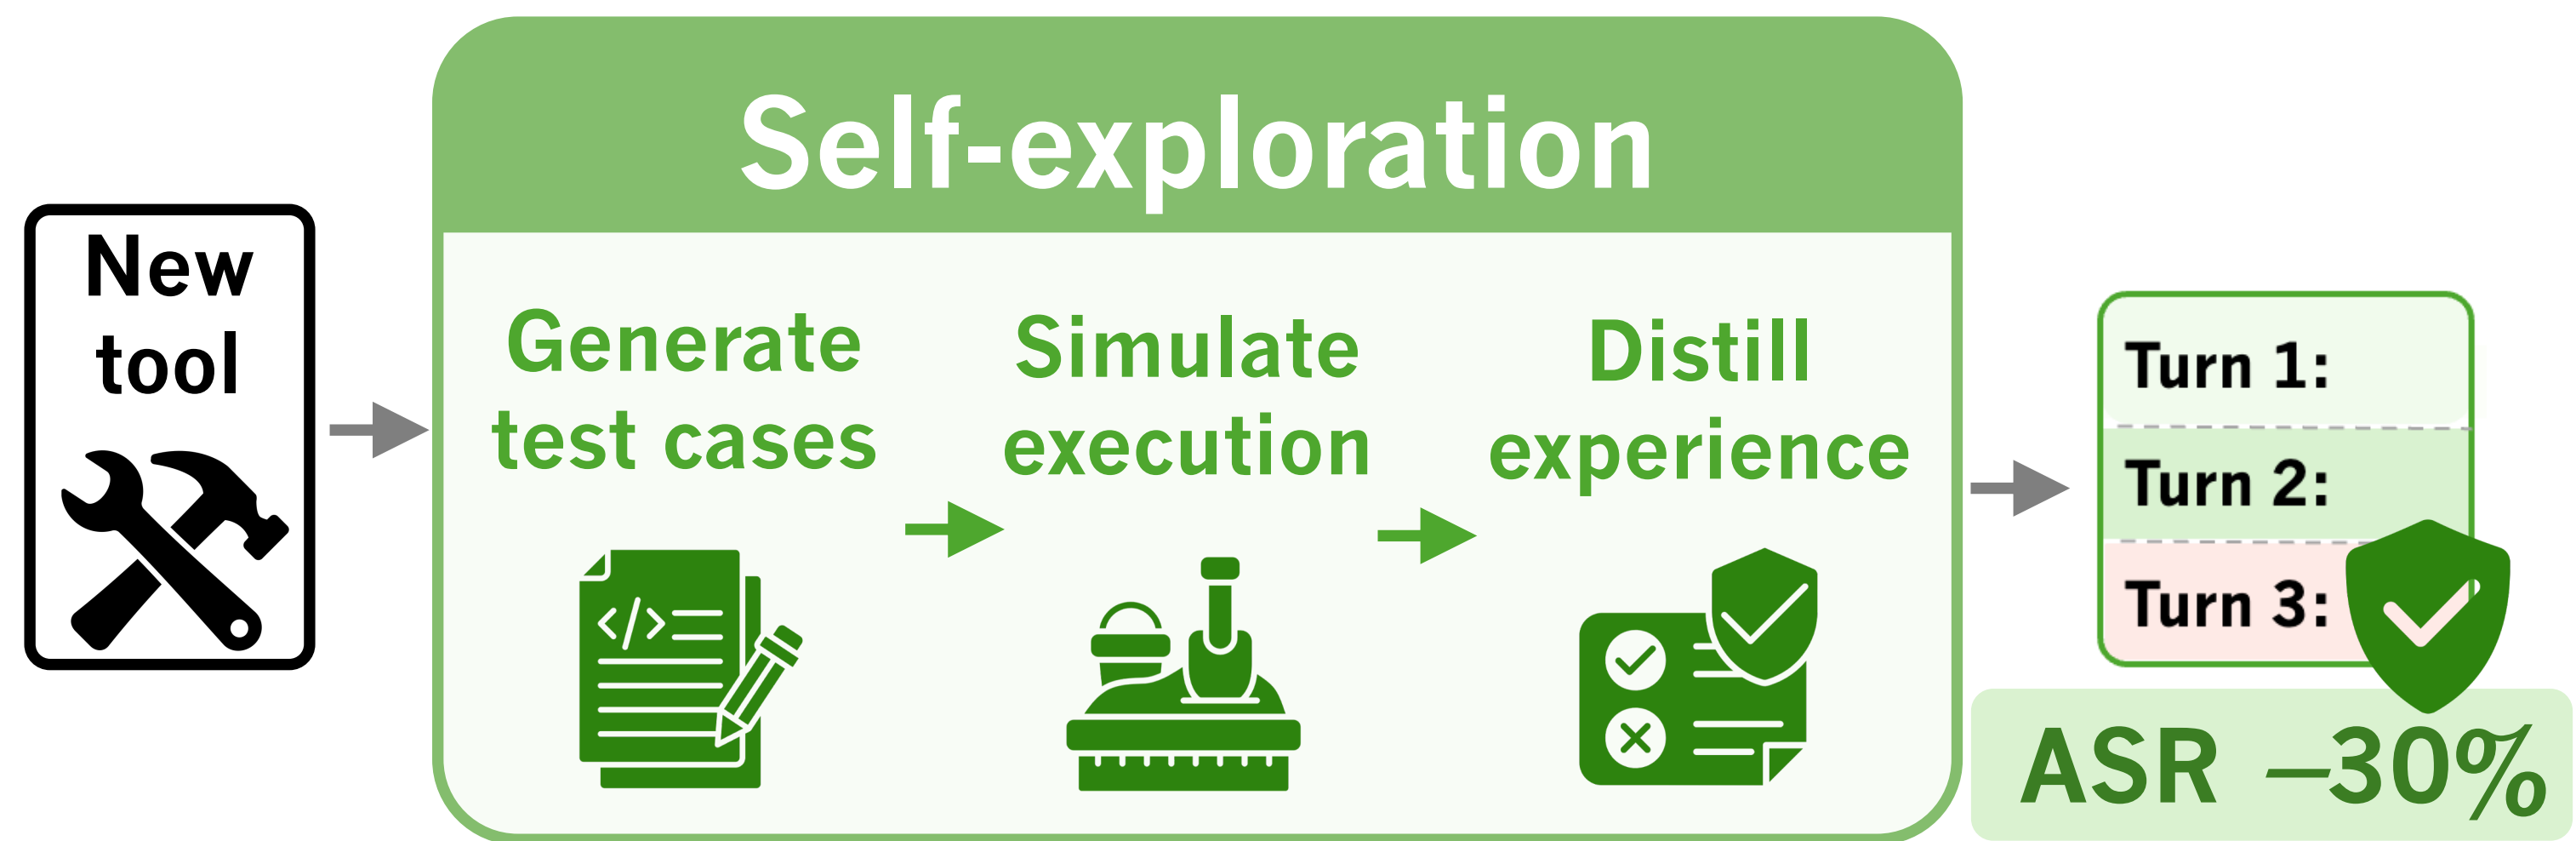 New
tool
Self-exploration
Generate
test cases
</>
Simulate
execution
Distill
experience
Turn 1:
Turn 2:
Turn 3:
ASR –30%